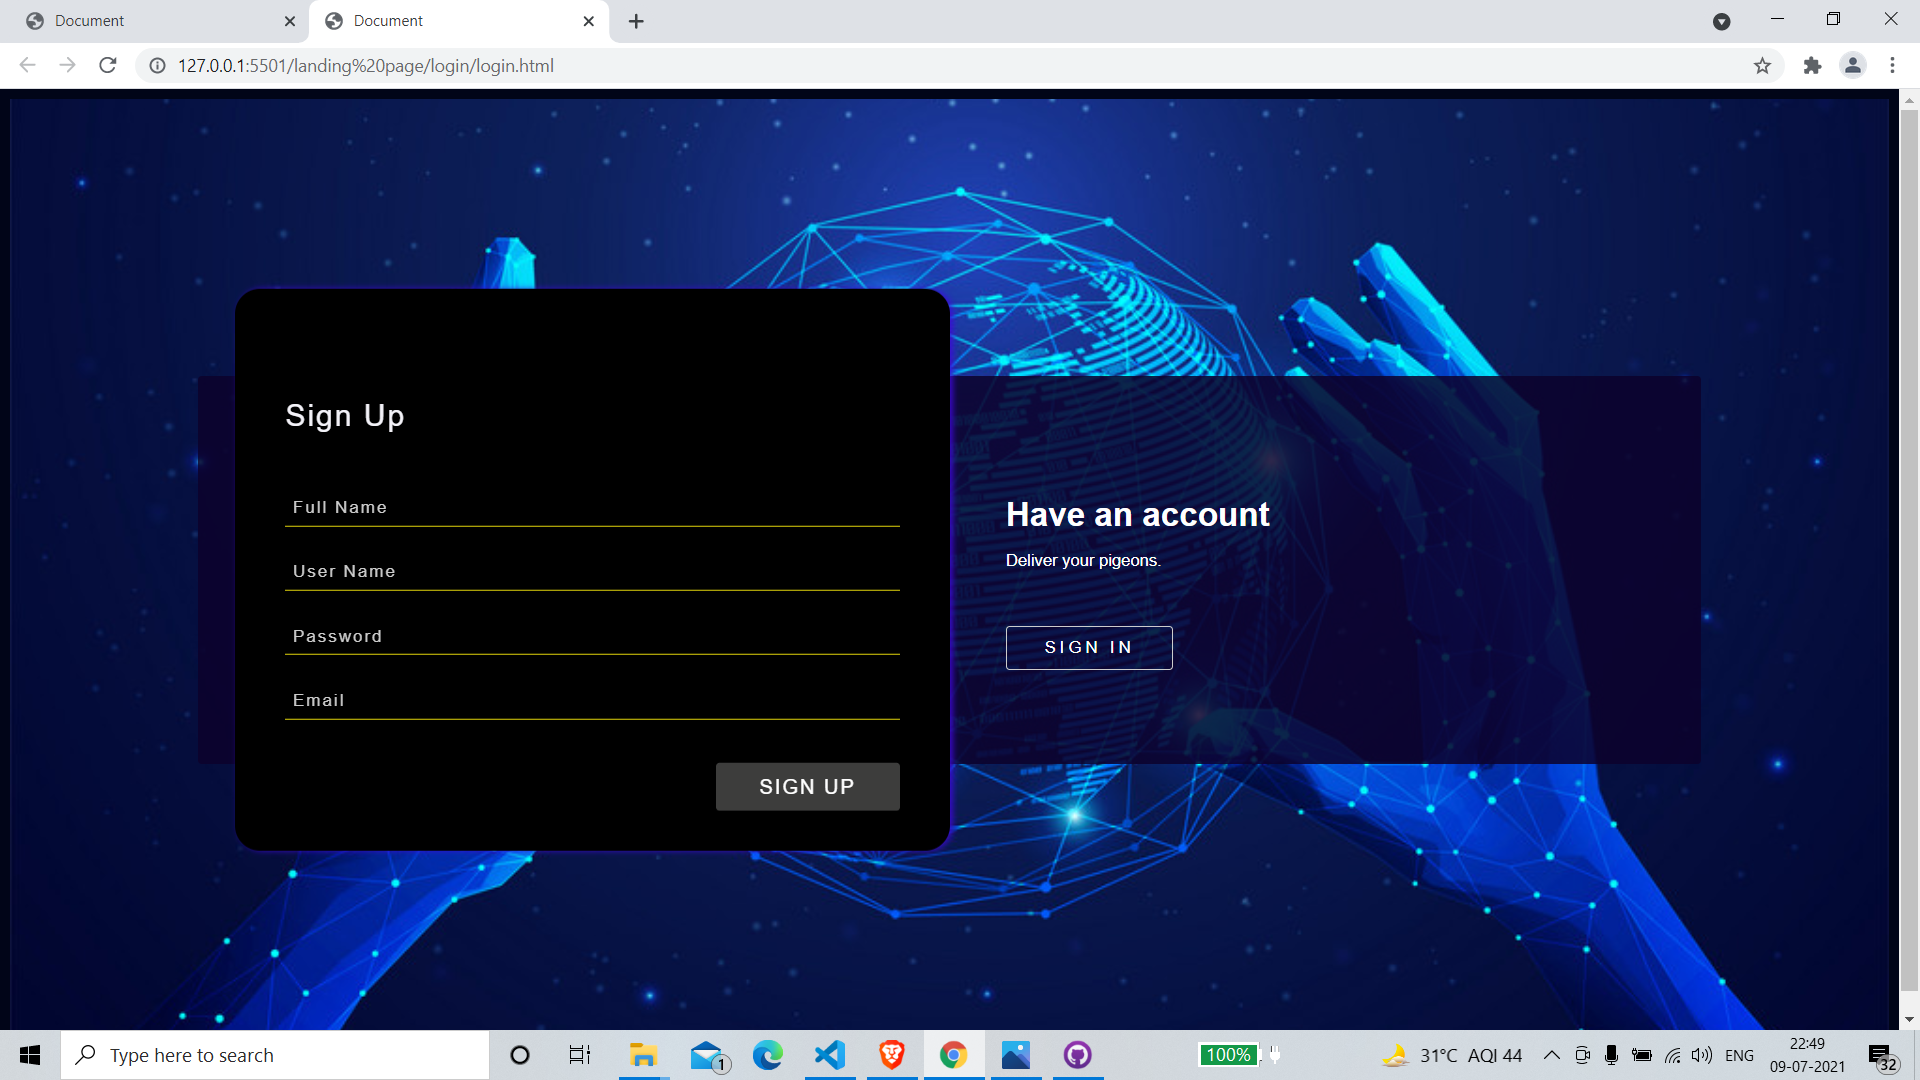 Document
Document
127.0.0.1:5501/landing%20page/login/login.html
Sign Up
Full Name
User Name
Password
Email
SIGN UP
Have an account
Deliver your pigeons.
SIGN IN
Type here to search
1
100%
31°C AQI 44
ENG
22:49
09-07-2021
32